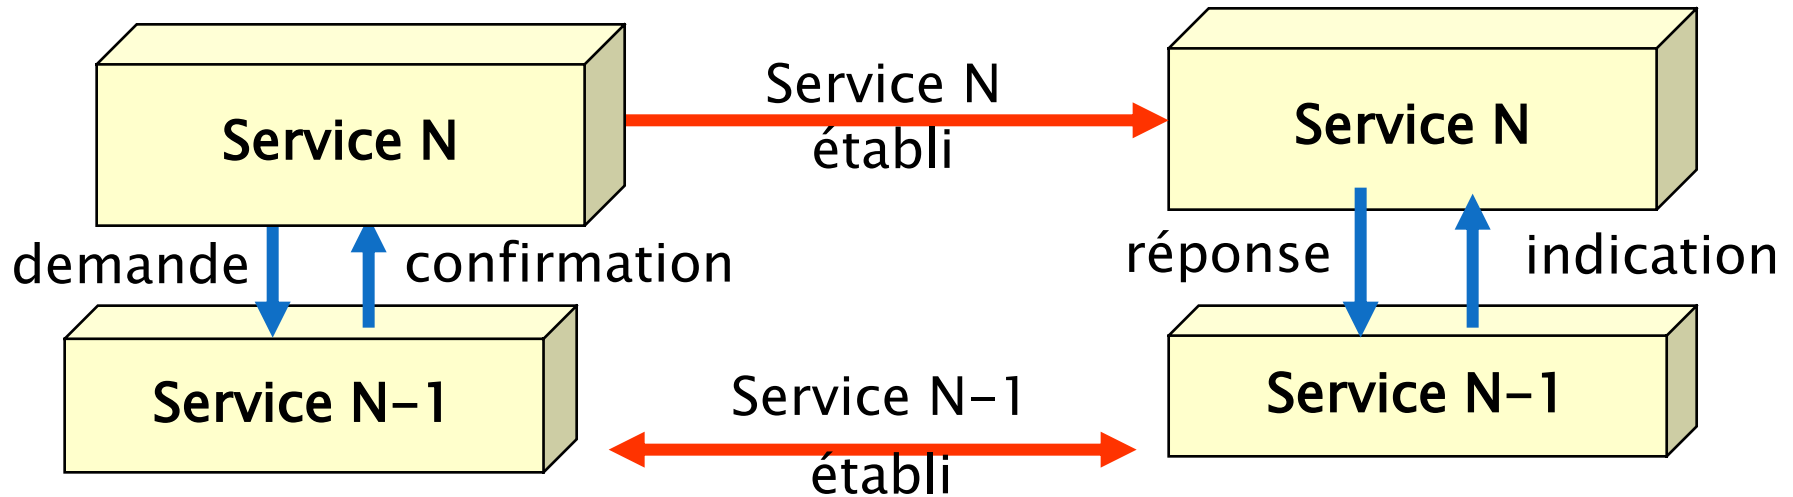 Service N
établi
Service N
Service N
demande
confirmation
réponse
indication
Service N-1
Service N-1
établi
Service N-1